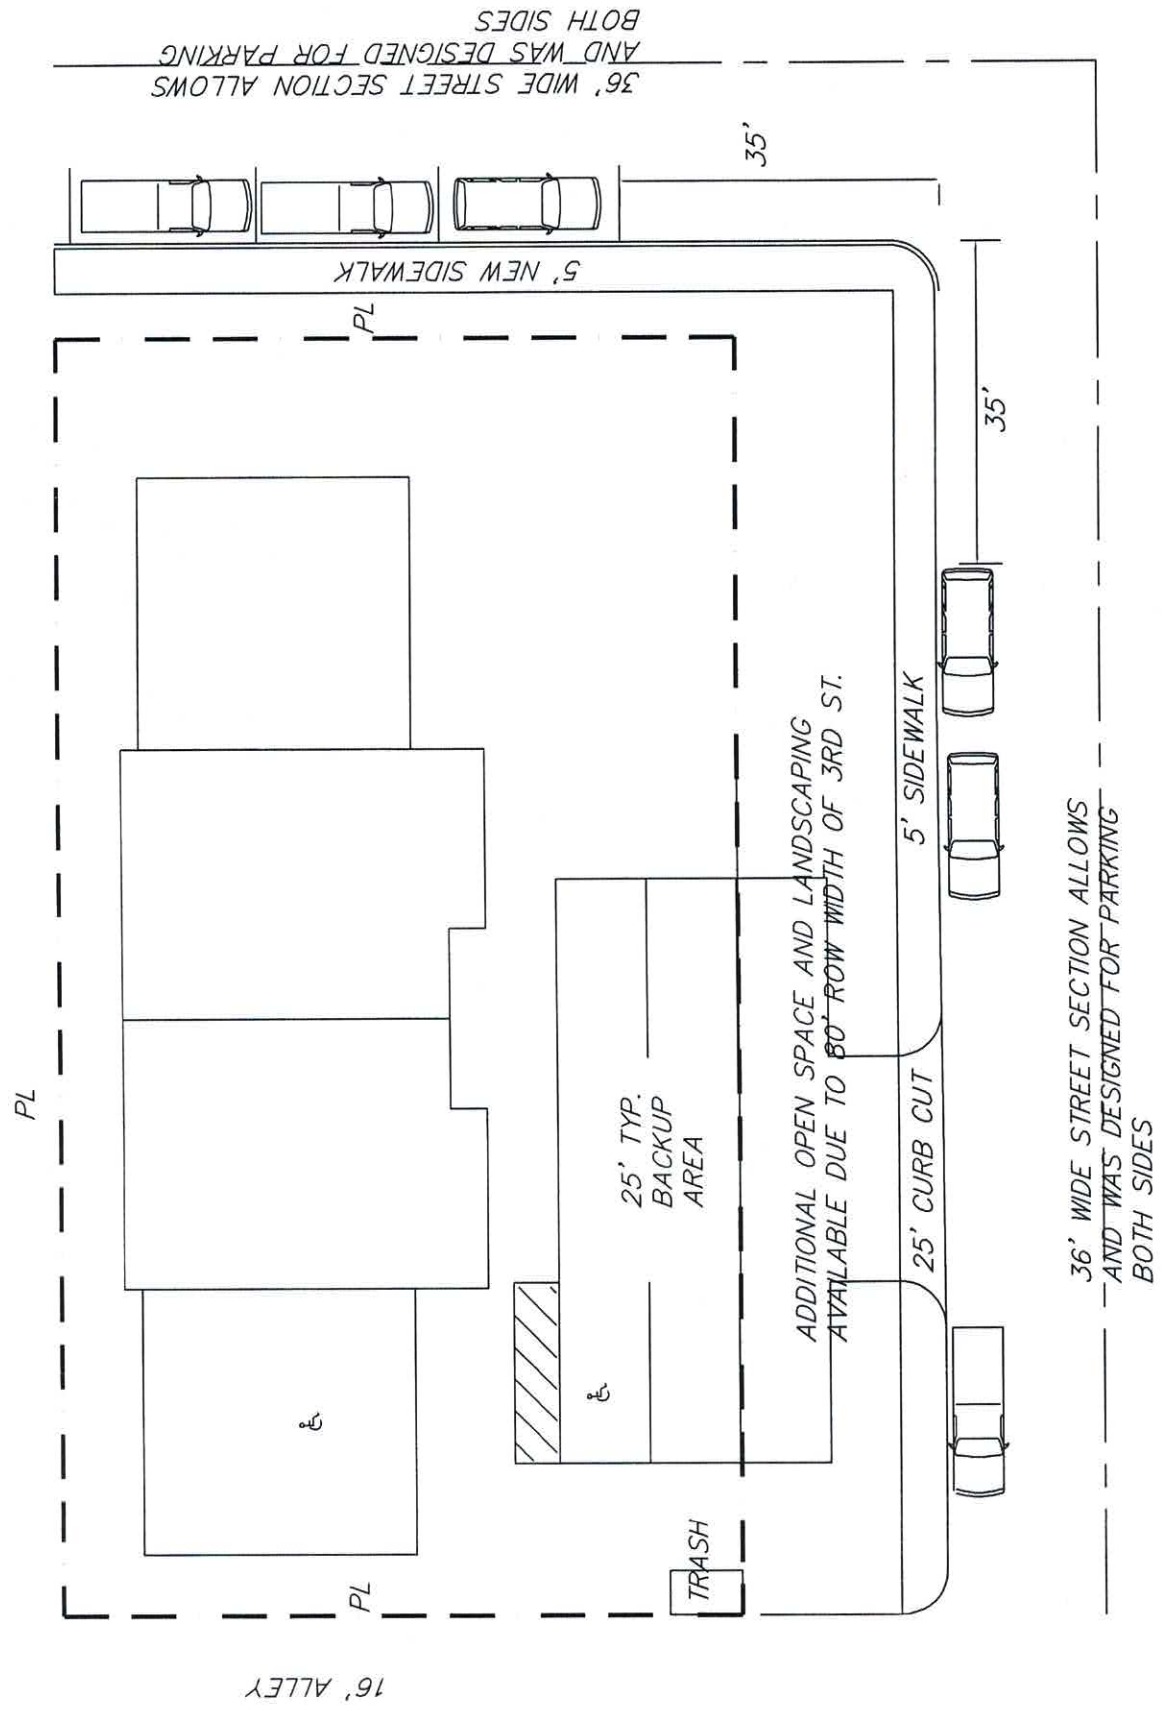 36' WIDE STREET SECTION ALLOWS
AND WAS DESIGNED FOR PARKING
BOTH SIDES
35'
5' NEW SIDEWALK
PL
35'
5' SIDEWALK
ADDITIONAL OPEN SPACE AND LANDSCAPING
AVAILABLE DUE TO 80' ROW WIDTH OF 3RD ST.
25' TYP.
BACKUP
AREA
25' CURB CUT
36' WIDE STREET SECTION ALLOWS
AND WAS DESIGNED FOR PARKING
BOTH SIDES
PL
TRASH
PL
16' ALLEY